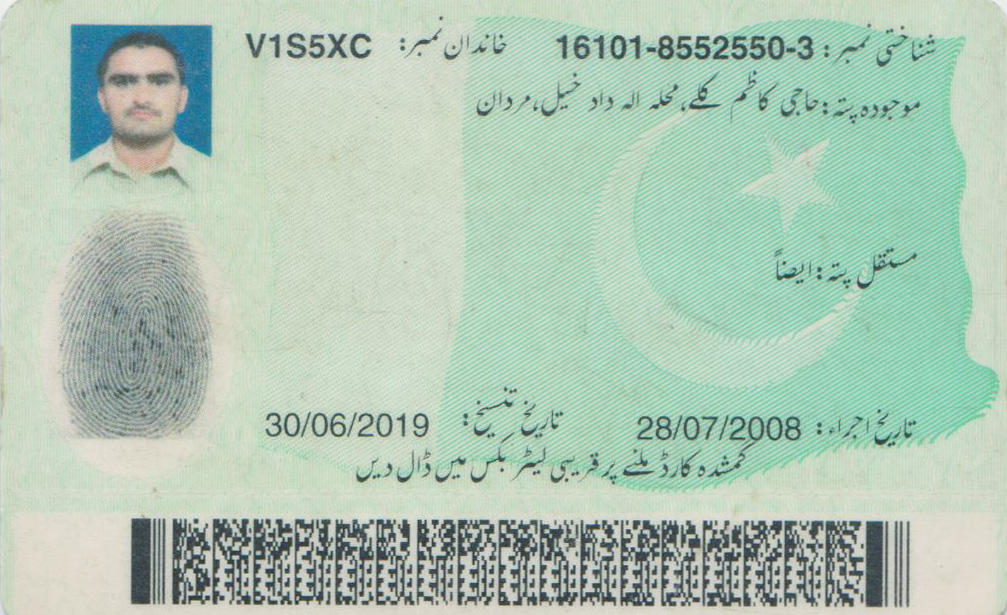 شناختی نمبر: 16101-8552550-3 خاندان نمبر: V1S5XC
موجودہ پتہ: حاجی کاظم کلے، محلہ الہ داد خیل، مردان
مستقل پتہ: ایضاً
تاریخ اجراء: 28/07/2008 تاریخ تنسیخ: 30/06/2019
گمشدہ کارڈ ملنے پر قریبی لیٹر بکس میں ڈال دیں